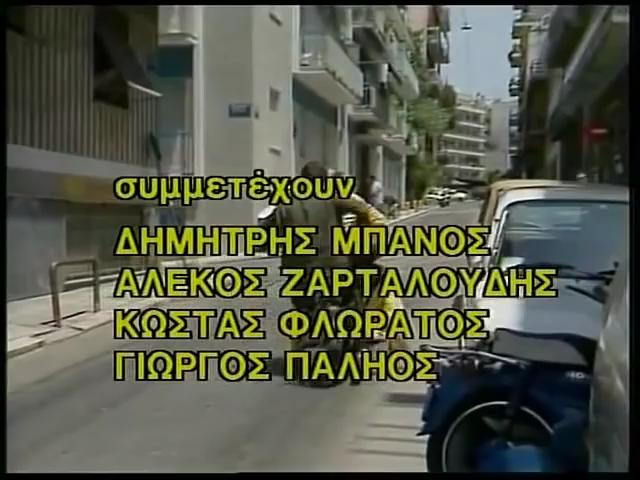 συμμετέχουν
ΔΗΜΗΤΡΗΣ ΜΠΑΝΟΣ
ΑΛΕΚΟΣ ΖΑΡΤΑΛΟΥΔΗΣ
ΚΩΣΤΑΣ ΦΛΩΡΑΤΟΣ
ΓΙΩΡΓΟΣ ΠΑΛΗΟΣ